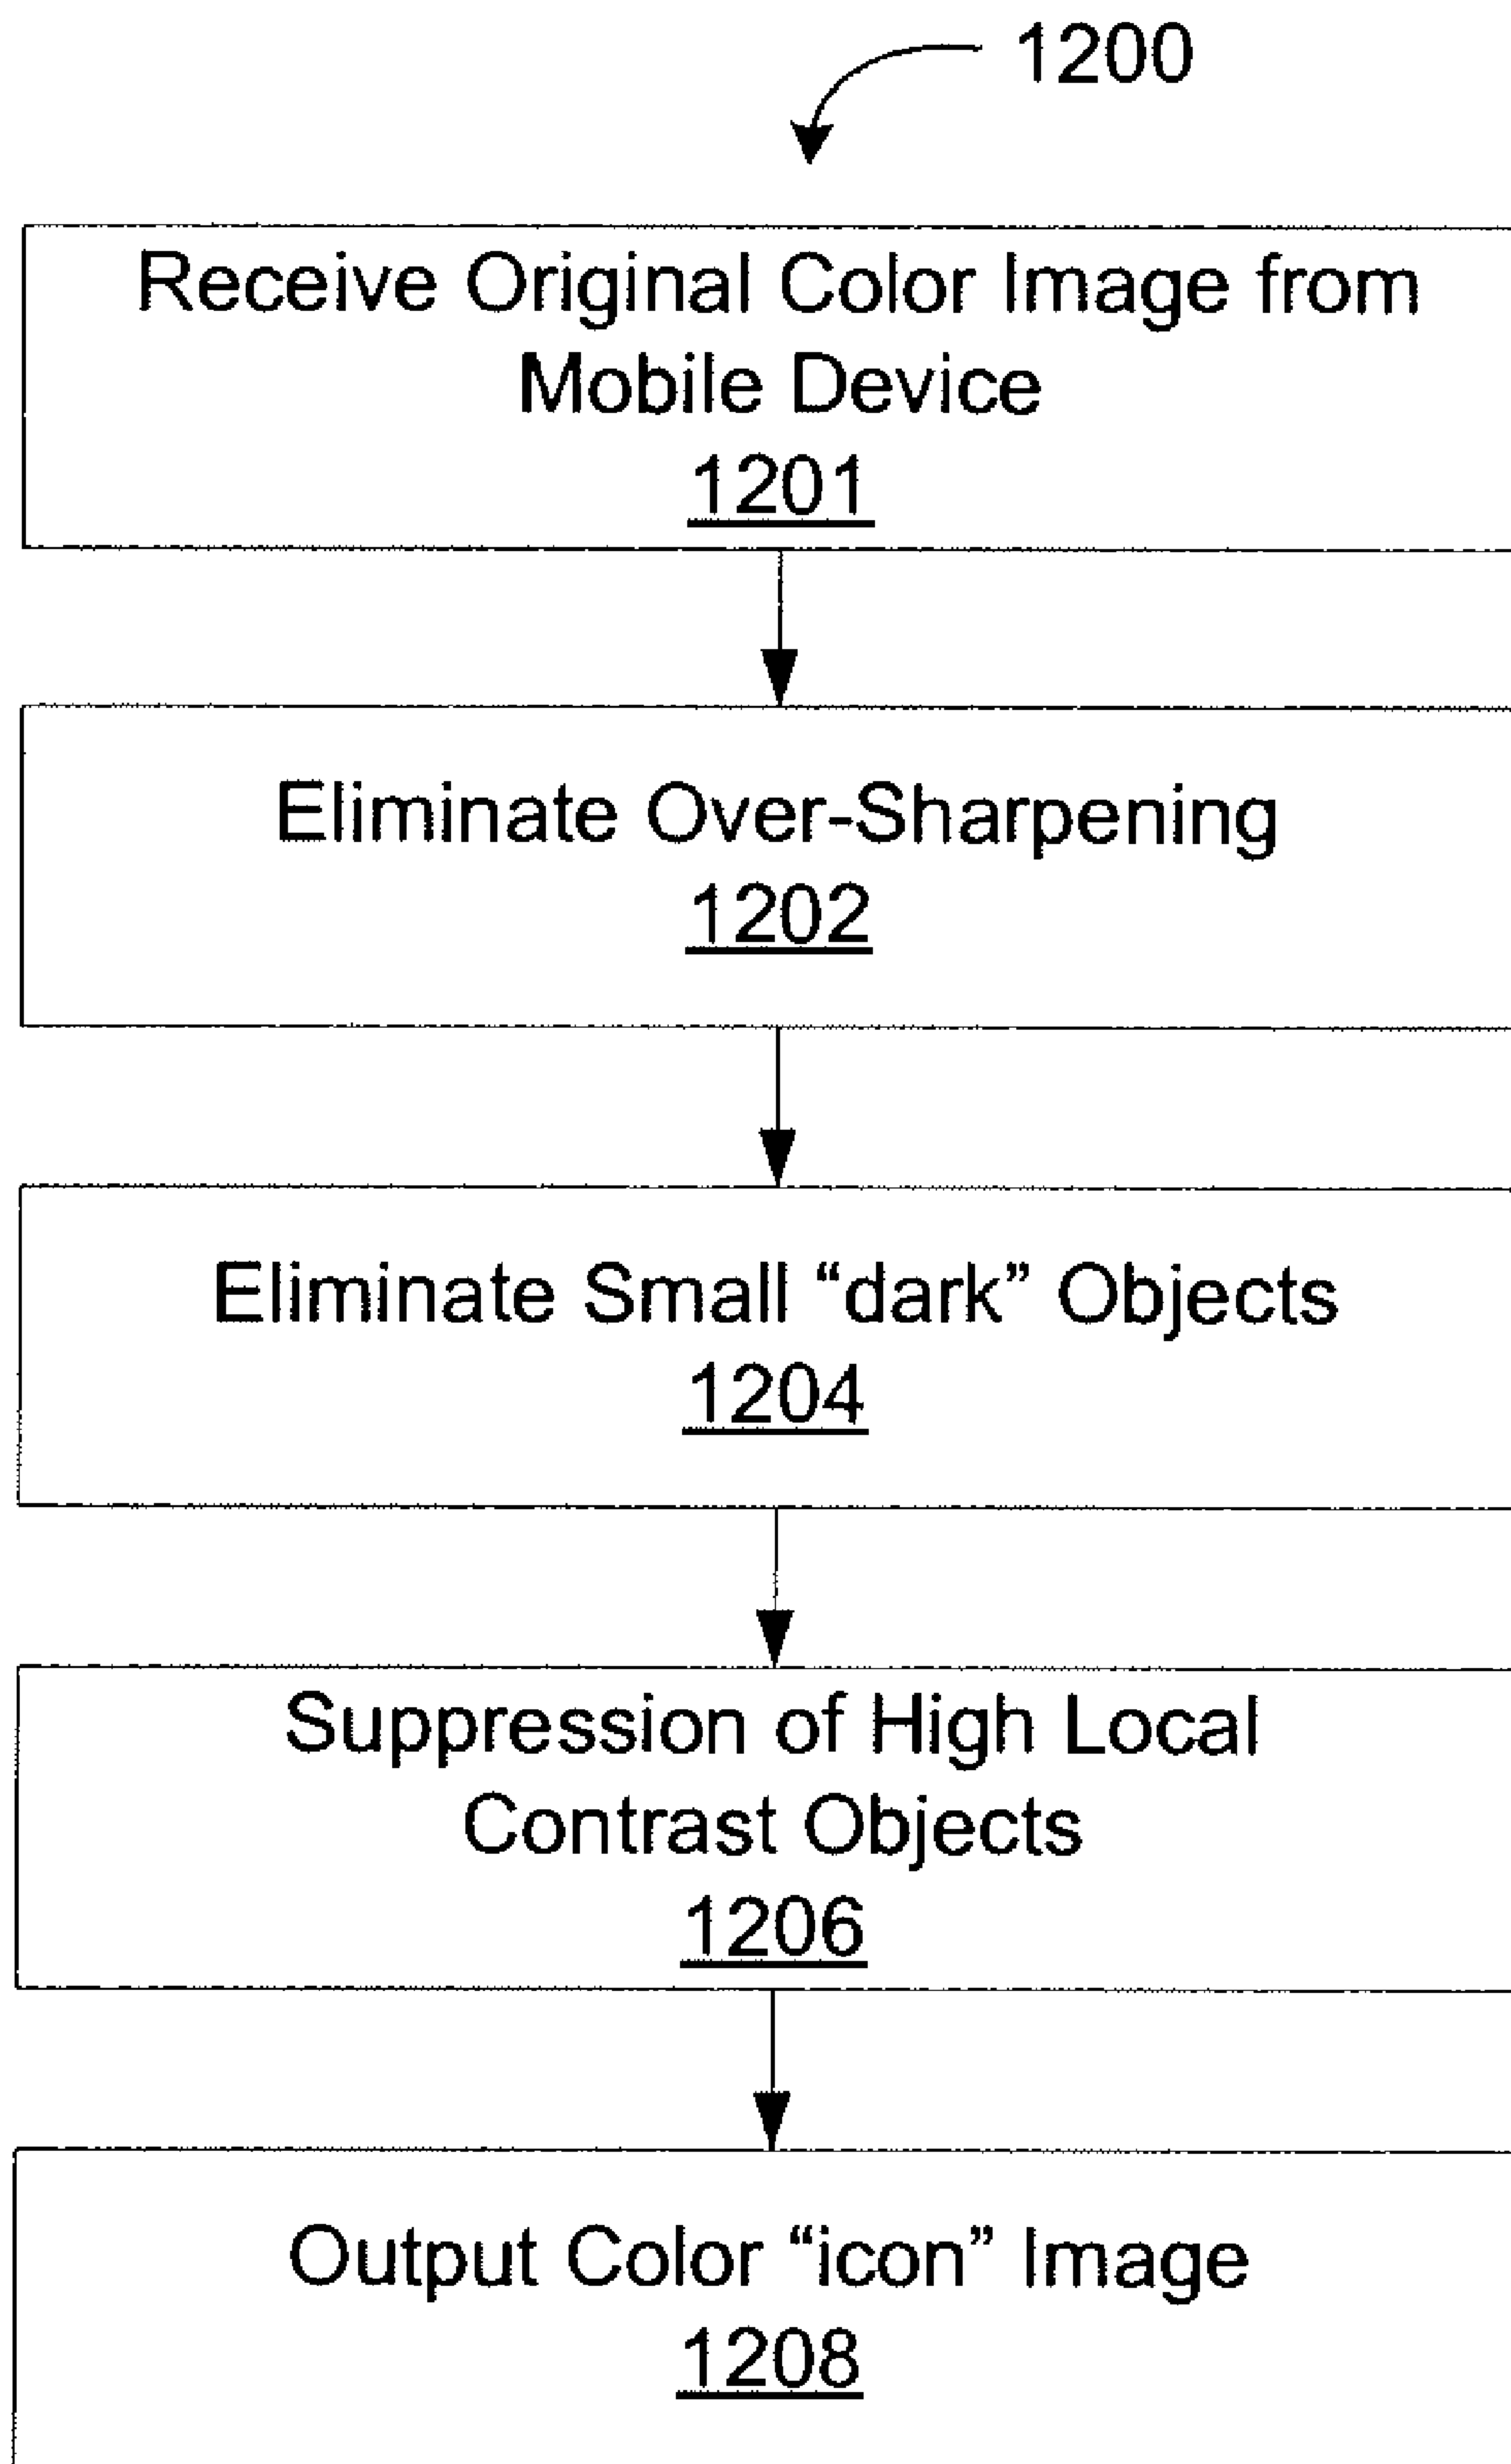 1200
Receive Original Color Image from
Mobile Device
1201
Eliminate Over-Sharpening
1202
Eliminate Small “dark” Objects
1204
Suppression of High Local
Contrast Objects
1206
Output Color “icon” Image
1208